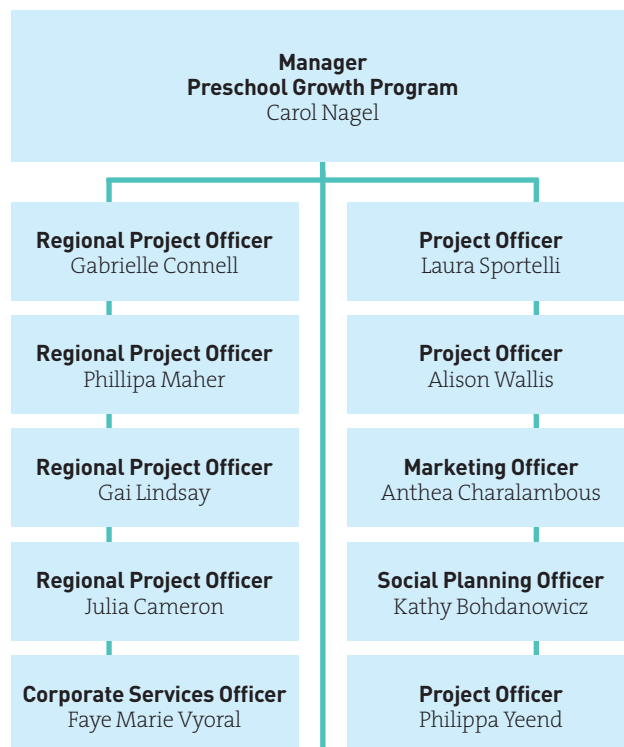 Manager
Preschool Growth Program
Carol Nagel
Regional Project Officer
Gabrielle Connell
Regional Project Officer
Phillipa Maher
Regional Project Officer
Gai Lindsay
Regional Project Officer
Julia Cameron
Corporate Services Officer
Faye Marie Vyoral
Project Officer
Laura Sportelli
Project Officer
Alison Wallis
Marketing Officer
Anthea Charalambous
Social Planning Officer
Kathy Bohdanowicz
Project Officer
Philippa Yeend